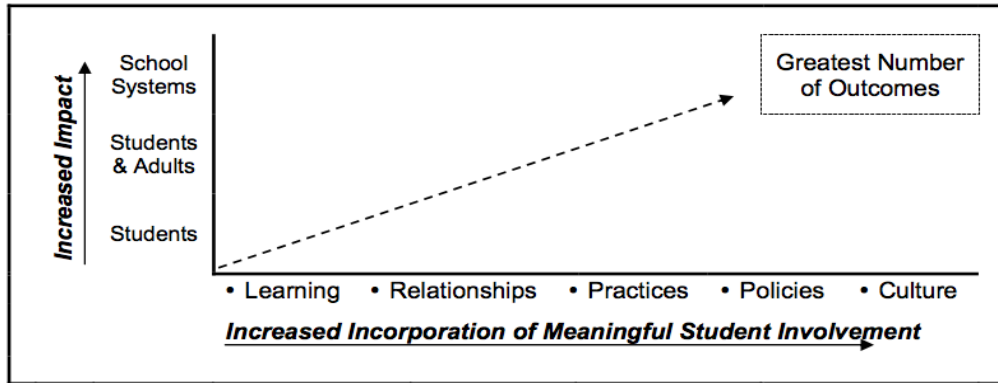 School
Systems
Students
& Adults
Students
Increased Impact
Greatest Number
of Outcomes
• Learning • Relationships • Practices • Policies • Culture
Increased Incorporation of Meaningful Student Involvement